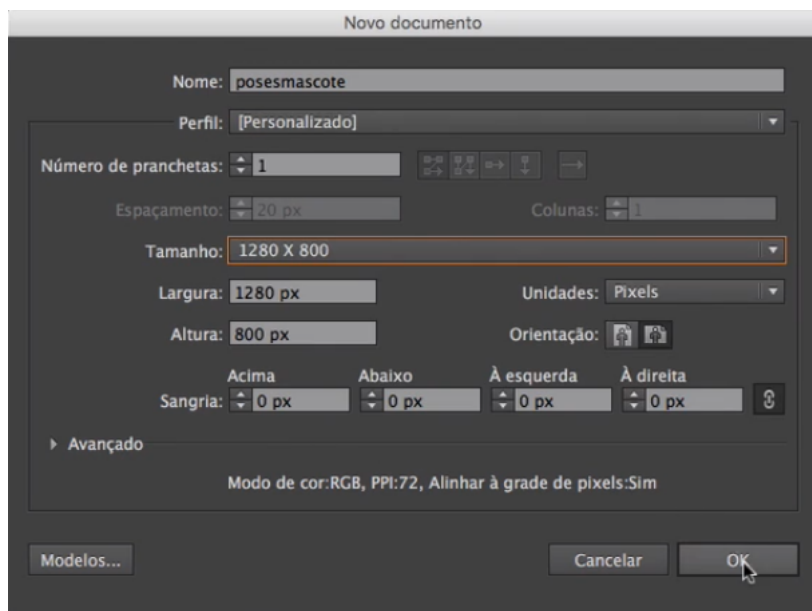 Novo documento
Nome: posesmascote
Perfil: [Personalizado]
Número de pranchetas: 1
Espaçamento: 20 px Colunas: 1
Tamanho: 1280 X 800
Largura: 1280 px Unidades: Pixels
Altura: 800 px Orientação:
Acima Abaixo À esquerda À direita
Sangria: 0 px 0 px 0 px 0 px
Avançado
Modo de cor:RGB, PPI:72, Alinhar à grade de pixels:Sim
Modelos... Cancelar OK